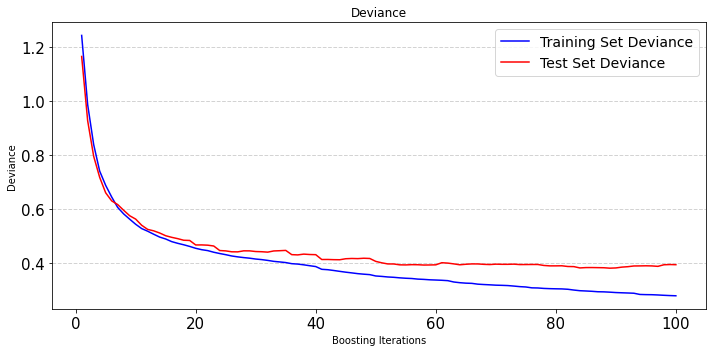 Deviance
Training Set Deviance
Test Set Deviance
1.2
1.0
0.8
0.6
0.4
Deviance
0 20 40 60 80 100
Boosting Iterations